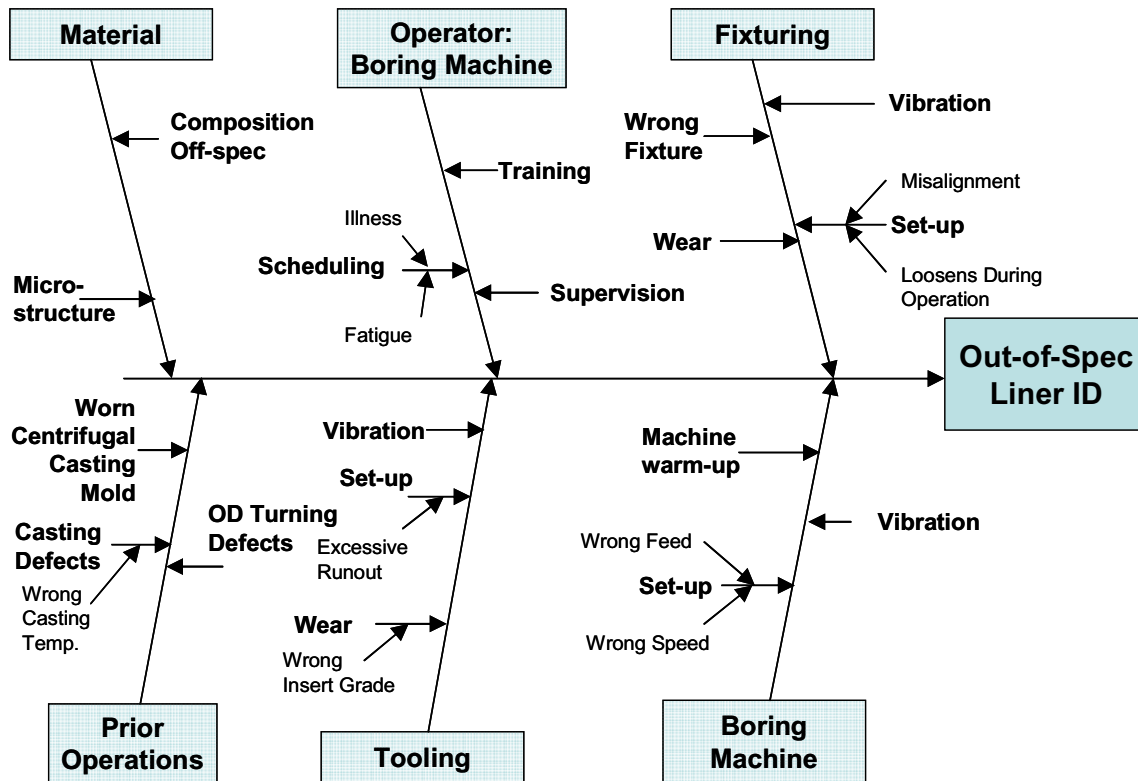 Material
Operator:
Boring Machine
Fixturing
Composition
Off-spec
Vibration
Wrong
Fixture
Training
Misalignment
Illness
Set-up
Wear
Scheduling
Loosens During
Operation
Micro-
structure
Supervision
Fatigue
Out-of-Spec
Liner ID
Worn
Centrifugal
Casting
Mold
Vibration
Machine
warm-up
Set-up
OD Turning
Defects
Vibration
Casting
Defects
Excessive
Runout
Wrong Feed
Set-up
Wrong
Casting
Temp.
Wear
Wrong Speed
Wrong
Insert Grade
Prior
Operations
Tooling
Boring
Machine